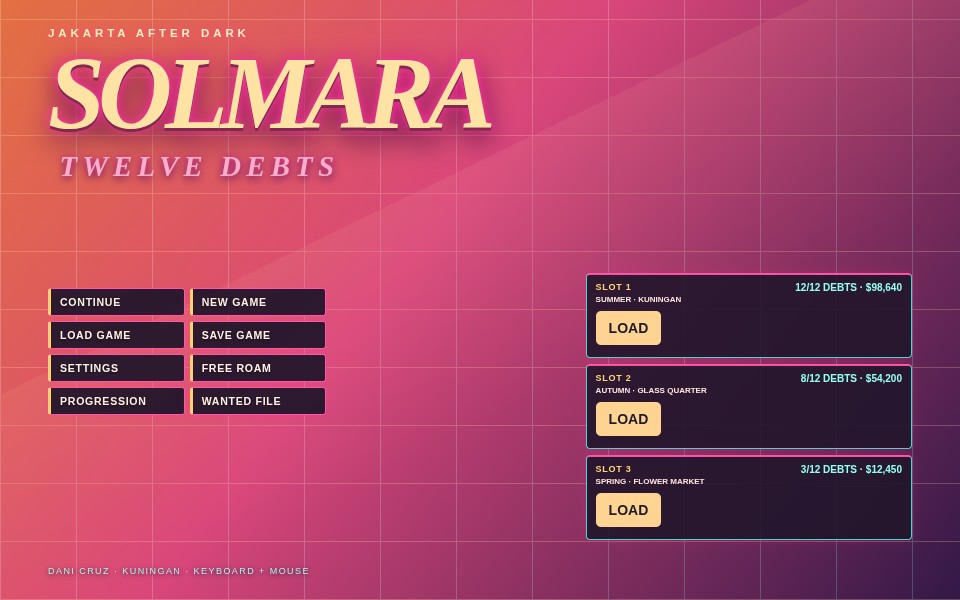 JAKARTA AFTER DARK
SOLMARA
TWELVE DEBTS
CONTINUE
NEW GAME
LOAD GAME
SAVE GAME
SETTINGS
FREE ROAM
PROGRESSION
WANTED FILE
SLOT 1
12/12 DEBTS · $98,640
SUMMER · KUNINGAN
LOAD
SLOT 2
8/12 DEBTS · $54,200
AUTUMN · GLASS QUARTER
LOAD
SLOT 3
3/12 DEBTS · $12,450
SPRING · FLOWER MARKET
LOAD
DANI CRUZ · KUNINGAN · KEYBOARD + MOUSE